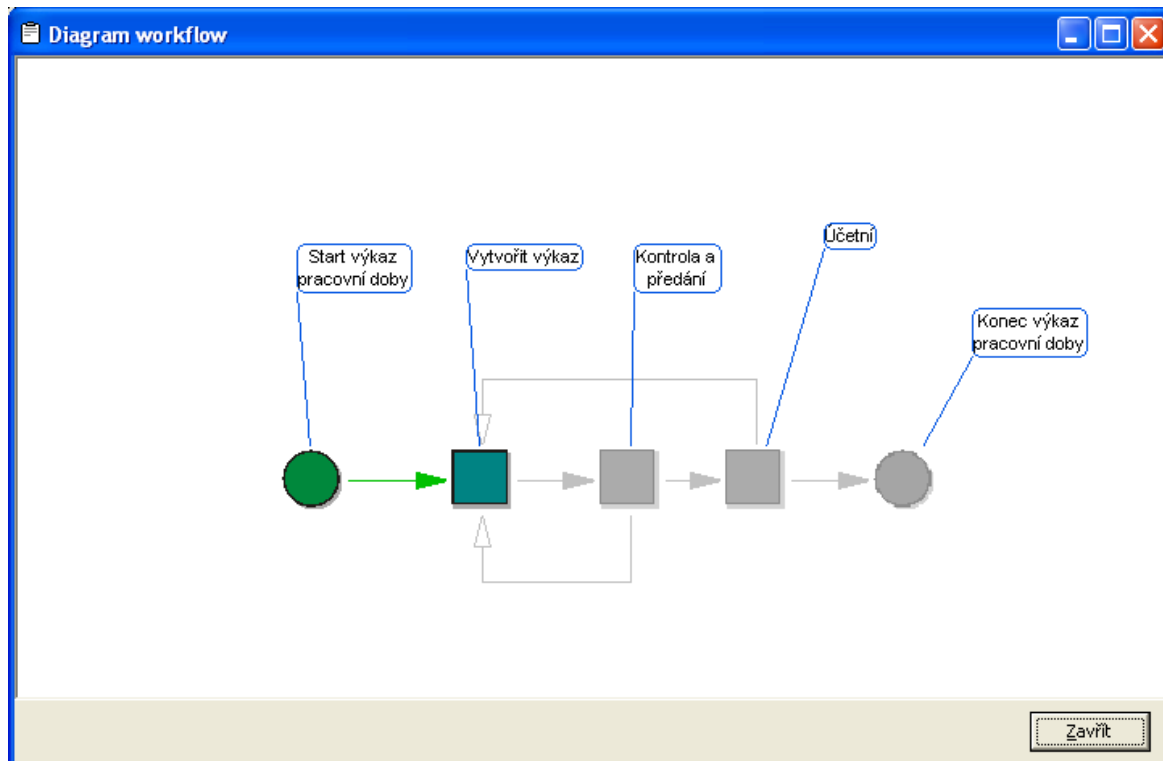 Diagram workflow
Start výkaz
pracovní doby
Vytvořit výkaz
Kontrola a
předání
Účetní
Konec výkaz
pracovní doby
Zavřít